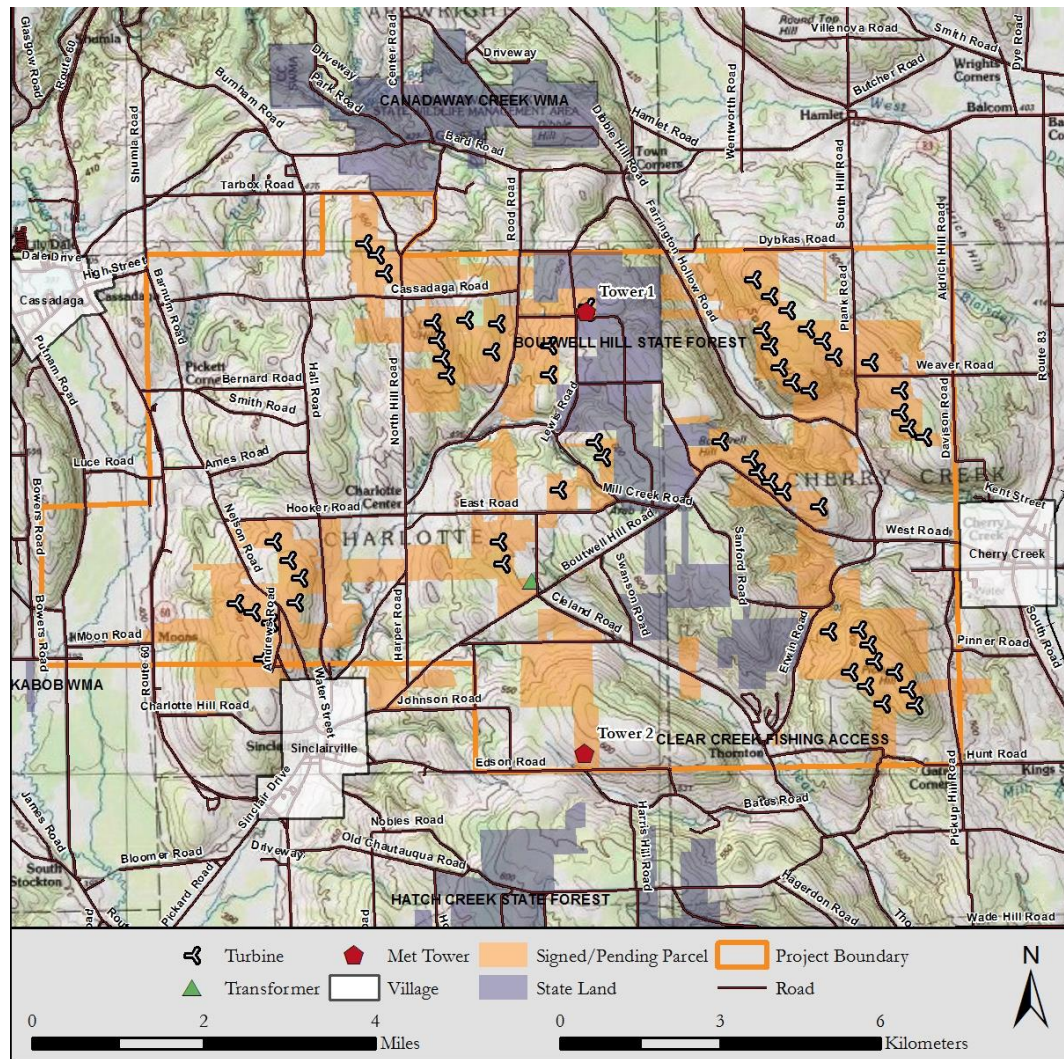 Glasgow Road
Shumla
Route 60
Driveway
Park Road
Center Road
Driveway
Round Top
Hill
Villenova Road
Smith Road
Dye Road
Wrights
Corners
Butcher Road
West
Balcom
Hamlet
Burnham Road
CANADAWAY CREEK WMA
STATE WILDLIFE MANAGEMENT AREA
Dibble Hill Road
Hamlet Road
Wentworth Road
Town
Corners
Bard Road
Shumla Road
Tarbox Road
Rood Road
Farrington Hollow Road
South Hill Road
83
Aldrich Hill Road
Lily Dale
Dale Drive
High Street
Cassadaga
Barnum Road
Cassadaga Road
Dybkas Road
Plank Road
Tower 1
BOUTWELL HILL STATE FOREST
Route 83
Putnam Road
Pickett
Bernard Road
Smith Road
Hall Road
North Hill Road
Lewis Road
Weaver Road
Davison Road
Luce Road
Ames Road
Bowers Road
Charlotte
Center
East Road
Mill Creek Road
CHERRY CREEK
Kent Street
Hooker Road
CHARLOTTE
Nelson Road
Boutwell Hill Road
Sanford Road
West Road
Cherry Creek
Swanson Road
Cleland Road
Bowers Road
Moon Road
Moons
60
Andrews Road
Harper Road
Erwin Road
Pinner Road
South Road
KABOB WMA
Route 60
Water Street
Charlotte Hill Road
Johnson Road
Sinclairville
Tower 2
CLEAR CREEK FISHING ACCESS
Thornton
Edson Road
Hunt Road
Sinclair Drive
Bates Road
Pickup Hill Road
James Road
Nobles Road
Driveway
Old Chautauqua Road
Harris Hill Road
Bloomer Road
South
Stockton
Pickard Road
HATCH CREEK STATE FOREST
Hagerdon Road
Wade Hill Road
Turbine
Met Tower
Signed/Pending Parcel
Project Boundary
N
Transformer
Village
State Land
Road
0 2 4
Miles
0 3 6
Kilometers